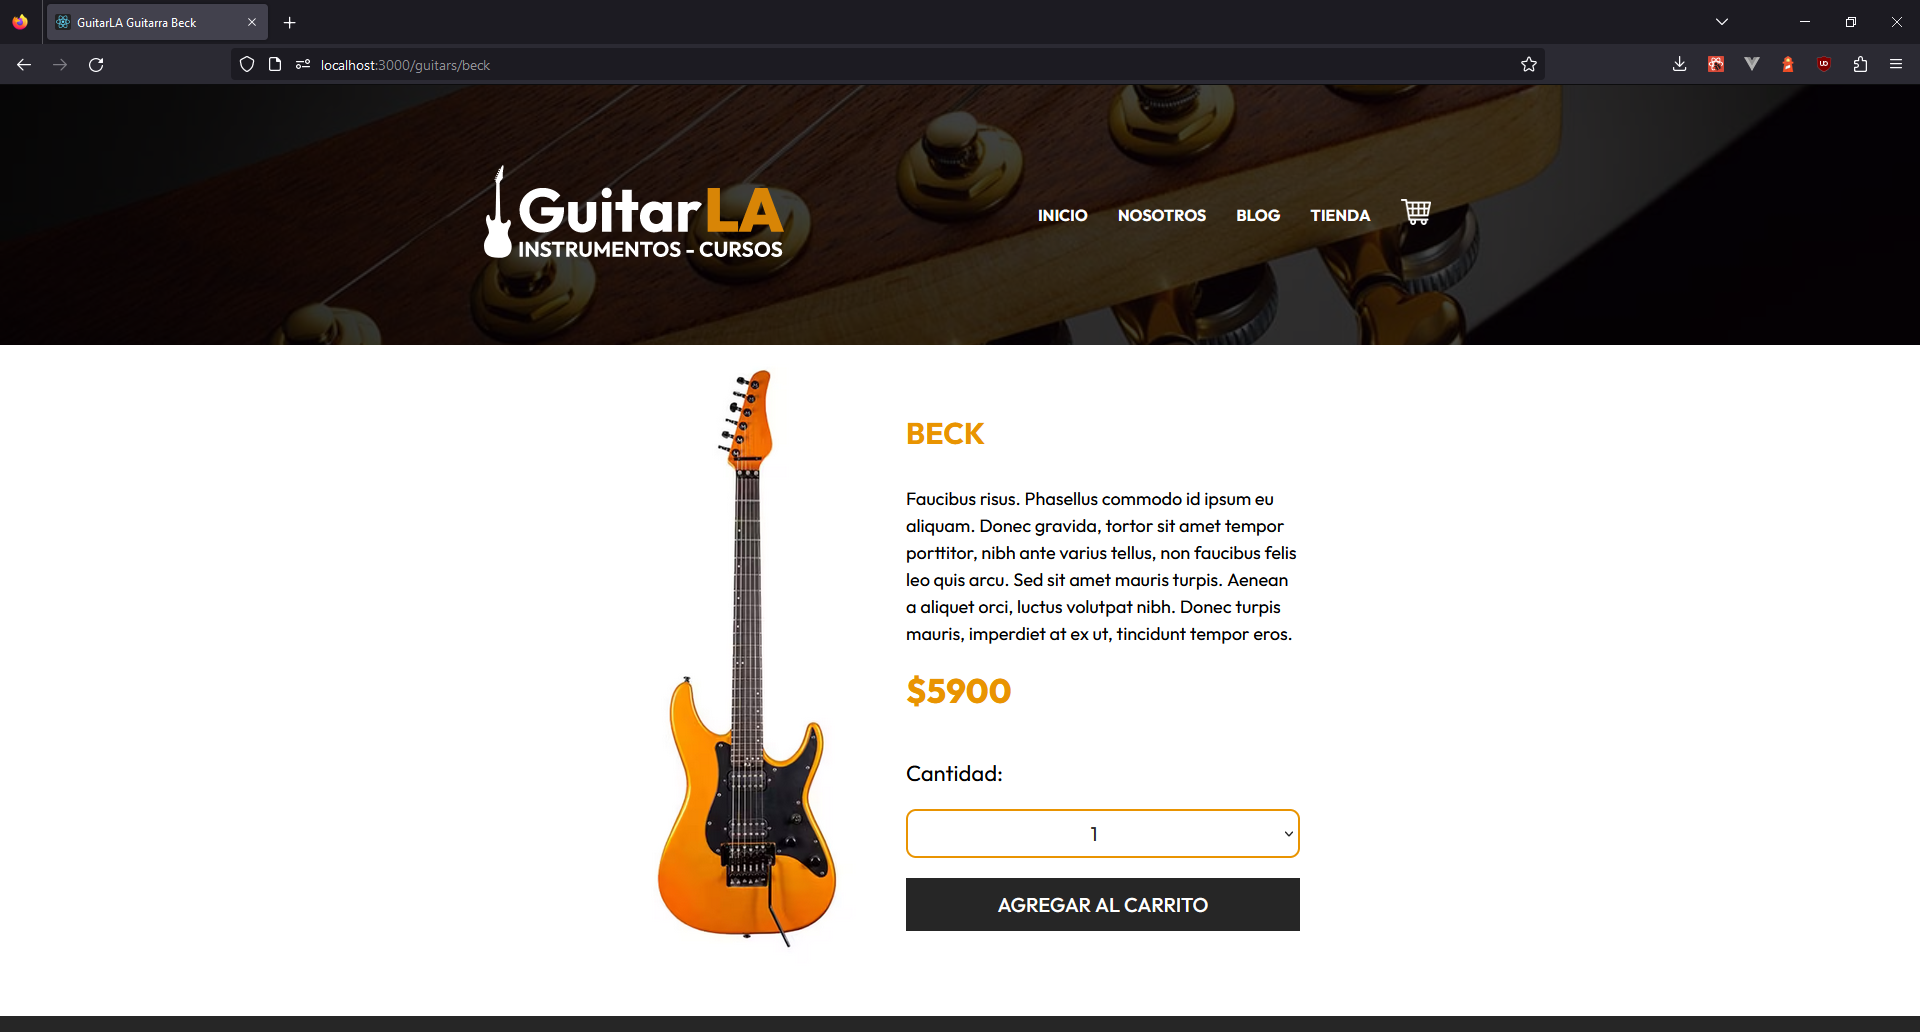 GuitarLA Guitarra Beck
localhost:3000/guitars/beck
GuitarLA
INSTRUMENTOS - CURSOS
INICIO NOSOTROS BLOG TIENDA
BECK
Faucibus risus. Phasellus commodo id ipsum eu
aliquam. Donec gravida, tortor sit amet tempor
porttitor, nibh ante varius tellus, non faucibus felis
leo quis arcu. Sed sit amet mauris turpis. Aenean
a aliquet orci, luctus volutpat nibh. Donec turpis
mauris, imperdiet at ex ut, tincidunt tempor eros.
$5900
Cantidad:
1
AGREGAR AL CARRITO